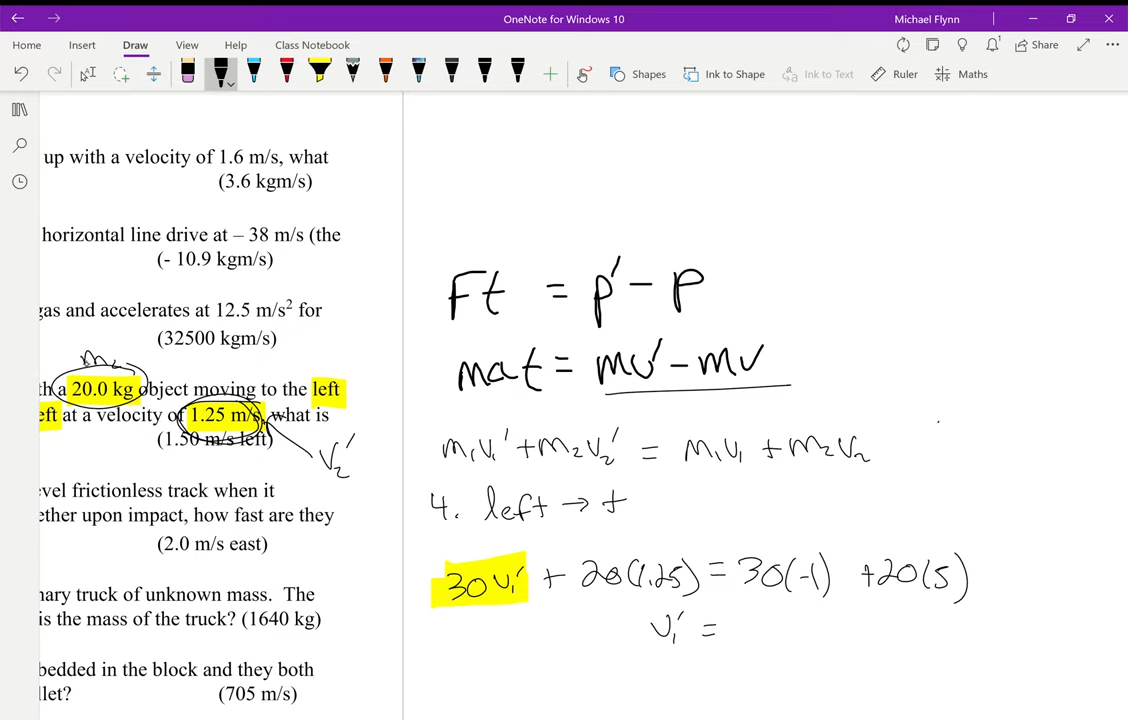 OneNote for Windows 10
Michael Flynn
Home Insert Draw View Help Class Notebook
Share
Shapes Ink to Shape Ink to Text Ruler Maths
up with a velocity of 1.6 m/s, what
(3.6 kgm/s)
horizontal line drive at – 38 m/s (the
(- 10.9 kgm/s)
gas and accelerates at 12.5 m/s² for
(32500 kgm/s)
m₂
th a 20.0 kg object moving to the left
eft at a velocity of 1.25 m/s, what is
(1.50 m/s left)
v₂′
evel frictionless track when it
ether upon impact, how fast are they
(2.0 m/s east)
nary truck of unknown mass. The
is the mass of the truck? (1640 kg)
bedded in the block and they both
llet? (705 m/s)
Ft = p′ – p
mat = mv′ – mv
m₁v₁′ + m₂v₂′ = m₁v₁ + m₂v₂
4. left → +
30v₁′ + 20(1.25) = 30(-1) + 20(5)
v₁′ =